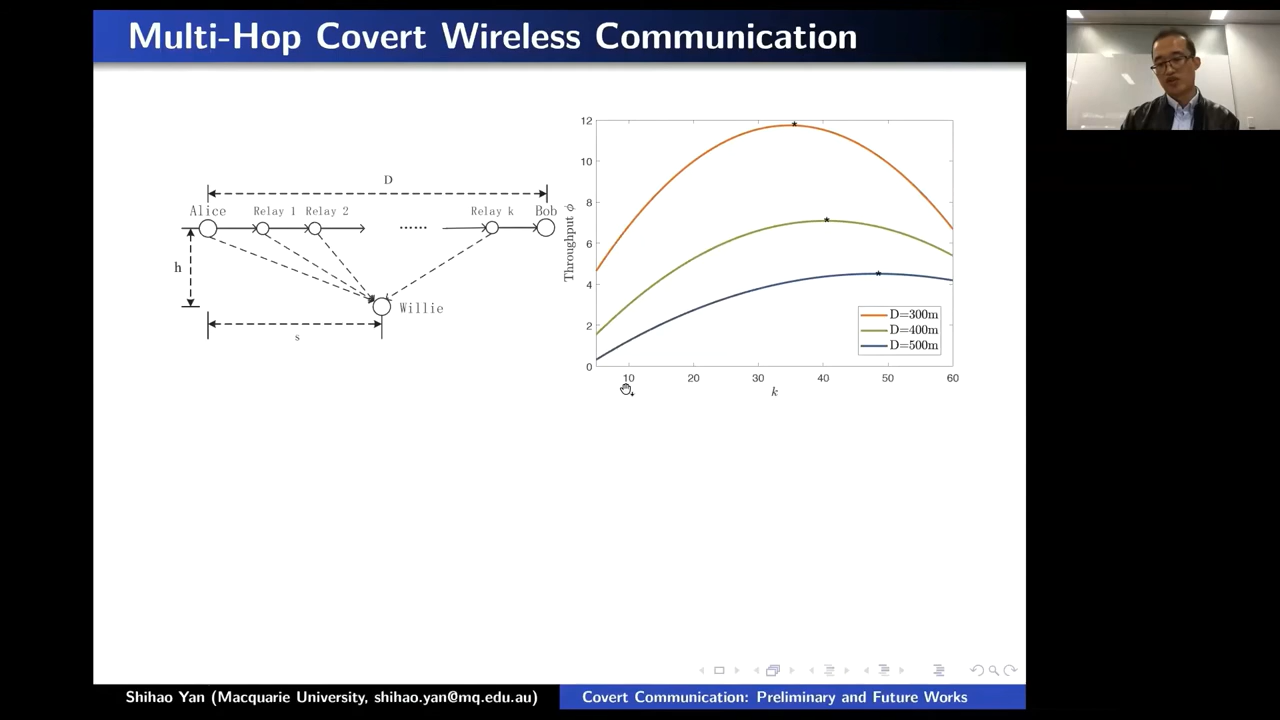 Multi-Hop Covert Wireless Communication
D
Alice
Relay 1
Relay 2
......
Relay k
Bob
h
Willie
s
12
10
8
6
4
2
0
Throughput ϕ
10 20 30 40 50 60
k
D=300m
D=400m
D=500m
Shihao Yan (Macquarie University, shihao.yan@mq.edu.au)
Covert Communication: Preliminary and Future Works